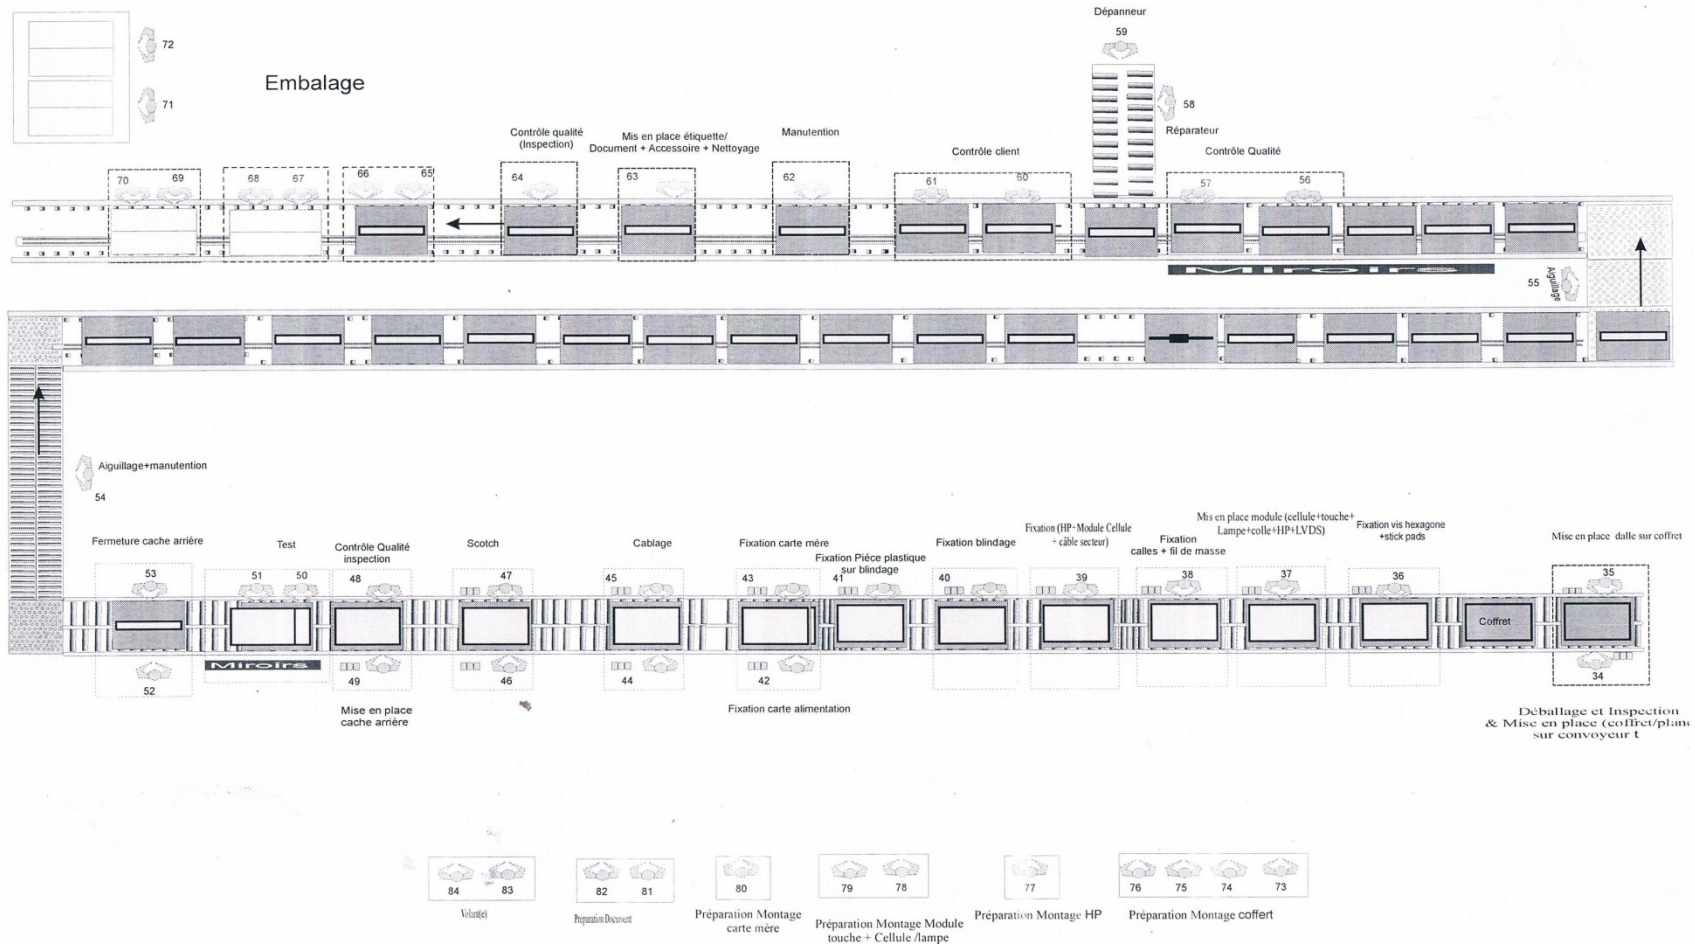 Dépanneur
59
72
Embalage
71
58
Réparateur
Contrôle qualité
(Inspection)
Mis en place étiquette/
Document + Accessoire + Nettoyage
Manutention
Contrôle client
Contrôle Qualité
70 69
68 67
66 65
64
63
62
61 60
57 56
Miroirs
55
Aiguillage
Aiguillage+manutention
54
Fermeture cache arrière
Test
Contrôle Qualité
inspection
Scotch
Cablage
Fixation carte mére
Fixation Piéce plastique
sur blindage
Fixation blindage
Fixation (HP-Module Cellule
+ câble secteur)
Fixation
calles + fil de masse
Mis en place module (cellule+touche+
Lampe+colle+HP+LVDS)
Fixation vis hexagone
+stick pads
Mise en place dalle sur coffret
53
51 50
48
47
45
43
41
40
39
38
37
36
35
Coffret
Miroirs
52
49
46
44
42
34
Mise en place
cache arrière
Fixation carte alimentation
Déballage et Inspection
& Mise en place (coffret/plan
sur convoyeur t
84 83
82 81
80
79 78
77
76 75 74 73
Volant(e)
Préparation Document
Préparation Montage
carte mère
Préparation Montage Module
touche + Cellule /lampe
Préparation Montage HP
Préparation Montage coffert